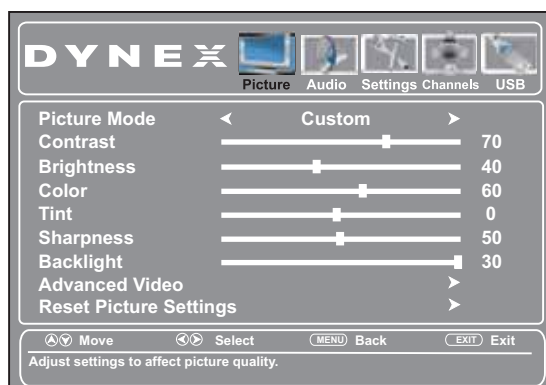 DYNEX
Picture Audio Settings Channels USB
Picture Mode Custom
Contrast 70
Brightness 40
Color 60
Tint 0
Sharpness 50
Backlight 30
Advanced Video
Reset Picture Settings
Move Select MENU Back EXIT Exit
Adjust settings to affect picture quality.